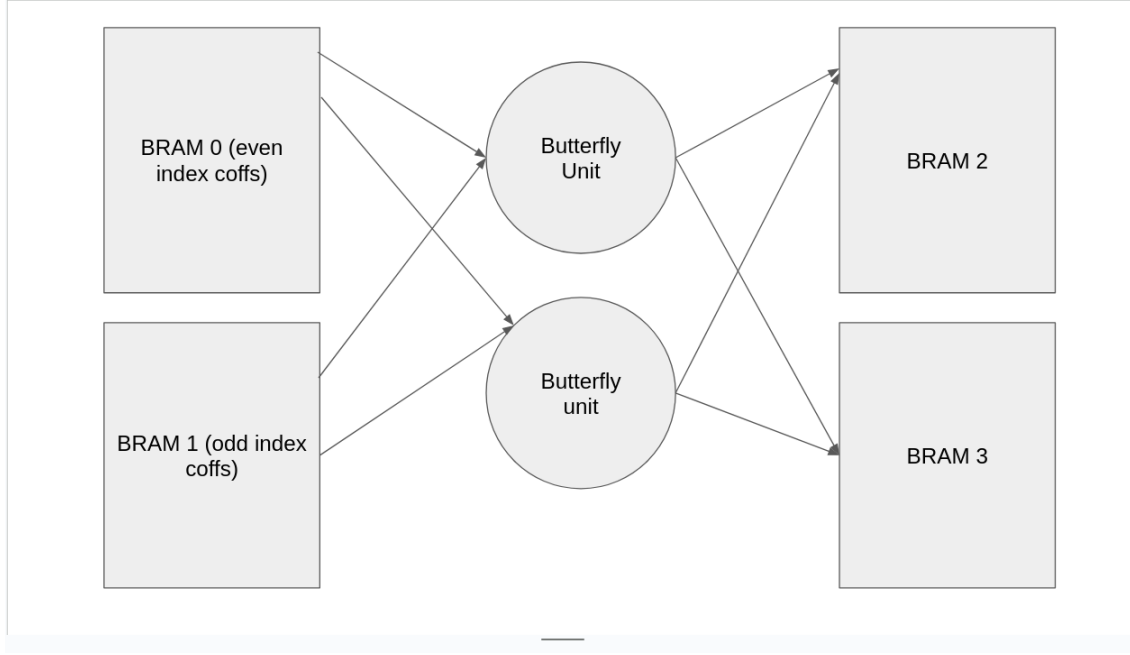 BRAM 0 (even
index coffs)
Butterfly
Unit
BRAM 2
BRAM 1 (odd index
coffs)
Butterfly
unit
BRAM 3